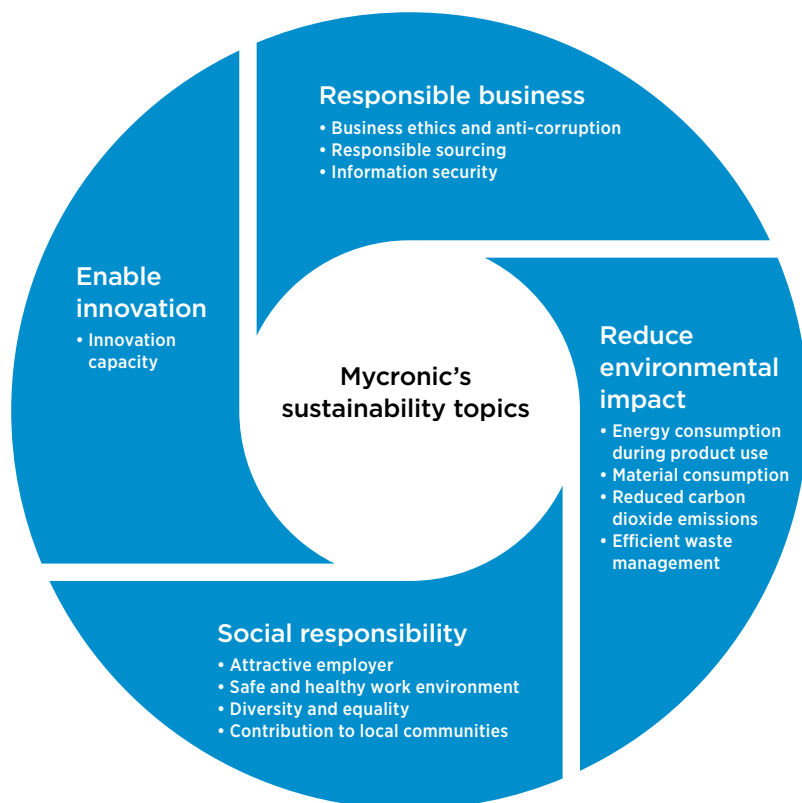 Responsible business
• Business ethics and anti-corruption
• Responsible sourcing
• Information security
Enable
innovation
• Innovation
capacity
Mycronic’s
sustainability topics
Reduce
environmental
impact
• Energy consumption
during product use
• Material consumption
• Reduced carbon
dioxide emissions
• Efficient waste
management
Social responsibility
• Attractive employer
• Safe and healthy work environment
• Diversity and equality
• Contribution to local communities